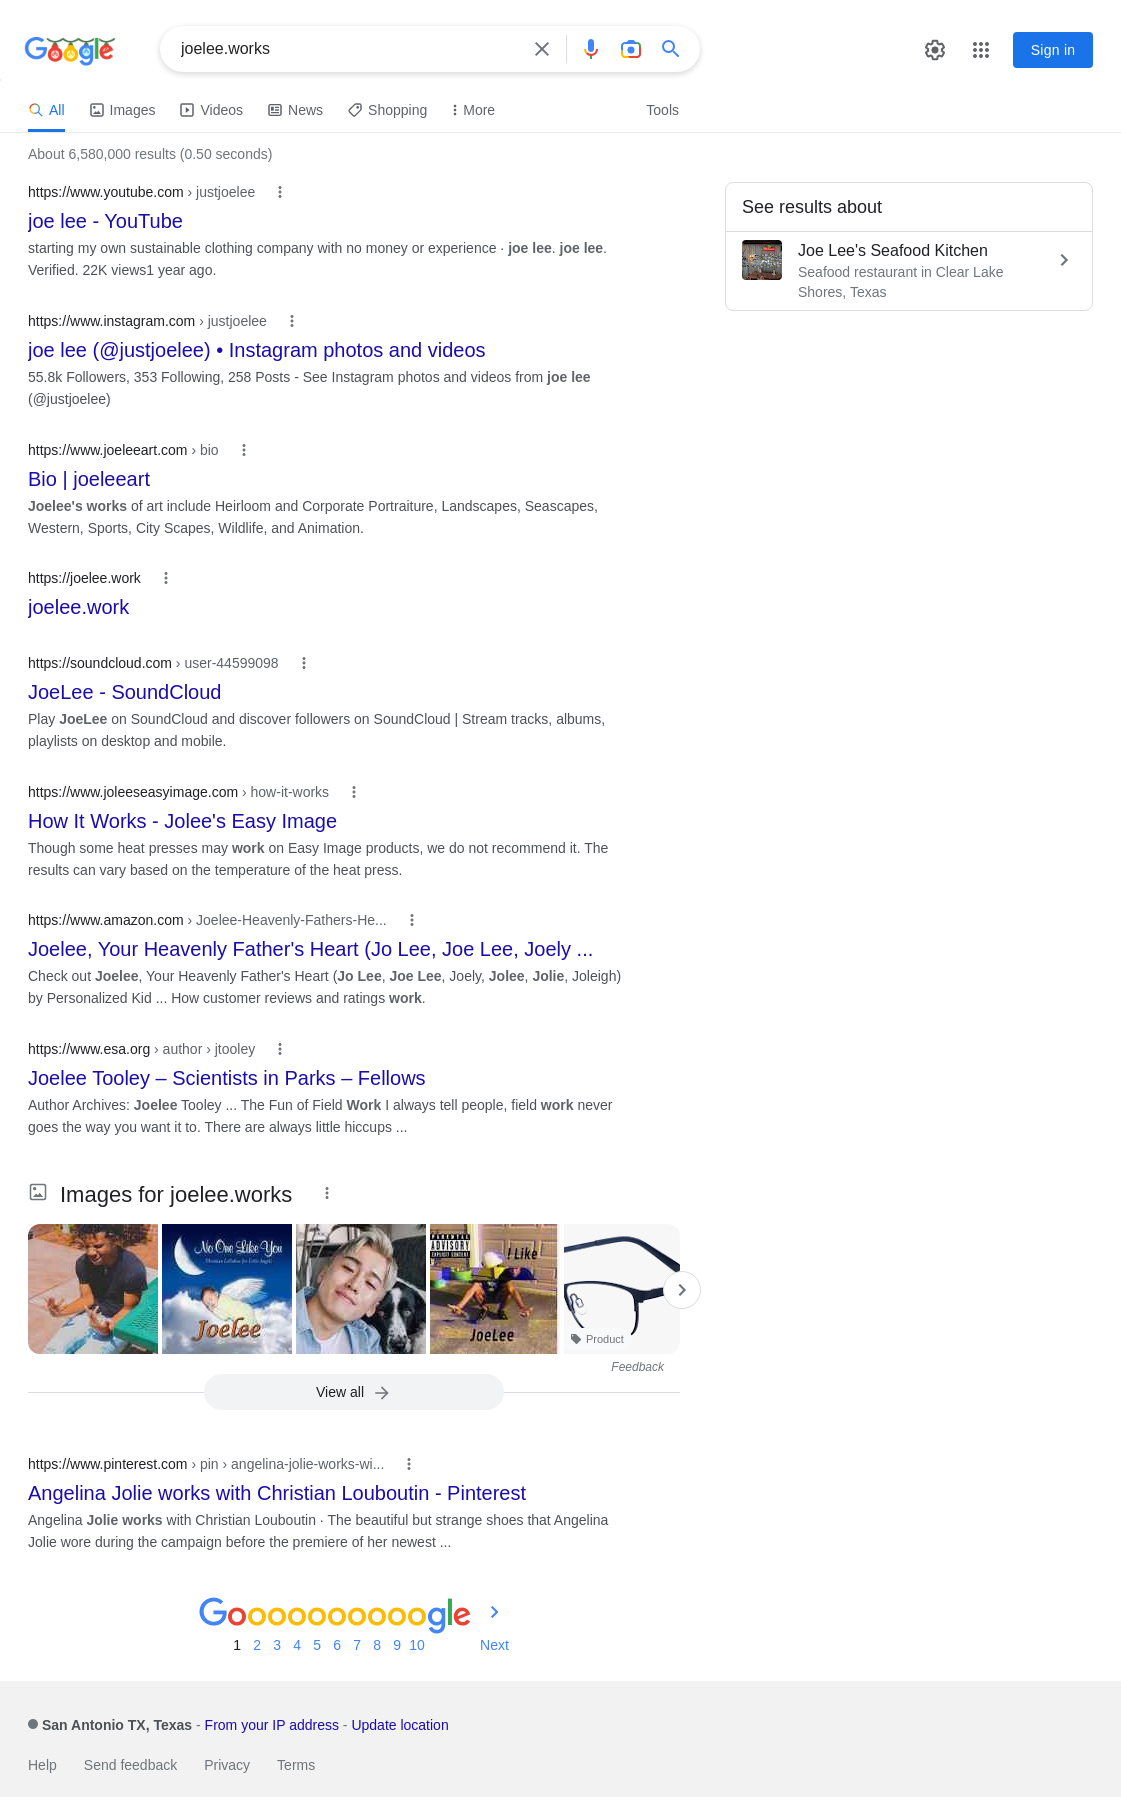 Google
joelee.works
Sign in
All
Images
Videos
News
Shopping
More
Tools
About 6,580,000 results (0.50 seconds)
https://www.youtube.com › justjoelee
joe lee - YouTube
starting my own sustainable clothing company with no money or experience · joe lee. joe lee.
Verified. 22K views1 year ago.
https://www.instagram.com › justjoelee
joe lee (@justjoelee) • Instagram photos and videos
55.8k Followers, 353 Following, 258 Posts - See Instagram photos and videos from joe lee
(@justjoelee)
https://www.joeleeart.com › bio
Bio | joeleeart
Joelee's works of art include Heirloom and Corporate Portraiture, Landscapes, Seascapes,
Western, Sports, City Scapes, Wildlife, and Animation.
https://joelee.work
joelee.work
https://soundcloud.com › user-44599098
JoeLee - SoundCloud
Play JoeLee on SoundCloud and discover followers on SoundCloud | Stream tracks, albums,
playlists on desktop and mobile.
https://www.joleeseasyimage.com › how-it-works
How It Works - Jolee's Easy Image
Though some heat presses may work on Easy Image products, we do not recommend it. The
results can vary based on the temperature of the heat press.
https://www.amazon.com › Joelee-Heavenly-Fathers-He...
Joelee, Your Heavenly Father's Heart (Jo Lee, Joe Lee, Joely ...
Check out Joelee, Your Heavenly Father's Heart (Jo Lee, Joe Lee, Joely, Jolee, Jolie, Joleigh)
by Personalized Kid ... How customer reviews and ratings work.
https://www.esa.org › author › jtooley
Joelee Tooley – Scientists in Parks – Fellows
Author Archives: Joelee Tooley ... The Fun of Field Work I always tell people, field work never
goes the way you want it to. There are always little hiccups ...
Images for joelee.works
No One Like You
Christian Lullabies for Little Angels
Joelee
PARENTAL
ADVISORY
EXPLICIT CONTENT
I Like
JoeLee
Product
Feedback
View all
https://www.pinterest.com › pin › angelina-jolie-works-wi...
Angelina Jolie works with Christian Louboutin - Pinterest
Angelina Jolie works with Christian Louboutin · The beautiful but strange shoes that Angelina
Jolie wore during the campaign before the premiere of her newest ...
Goooooooooogle
1 2 3 4 5 6 7 8 9 10 Next
San Antonio TX, Texas - From your IP address - Update location
Help Send feedback Privacy Terms
See results about
Joe Lee's Seafood Kitchen
Seafood restaurant in Clear Lake
Shores, Texas